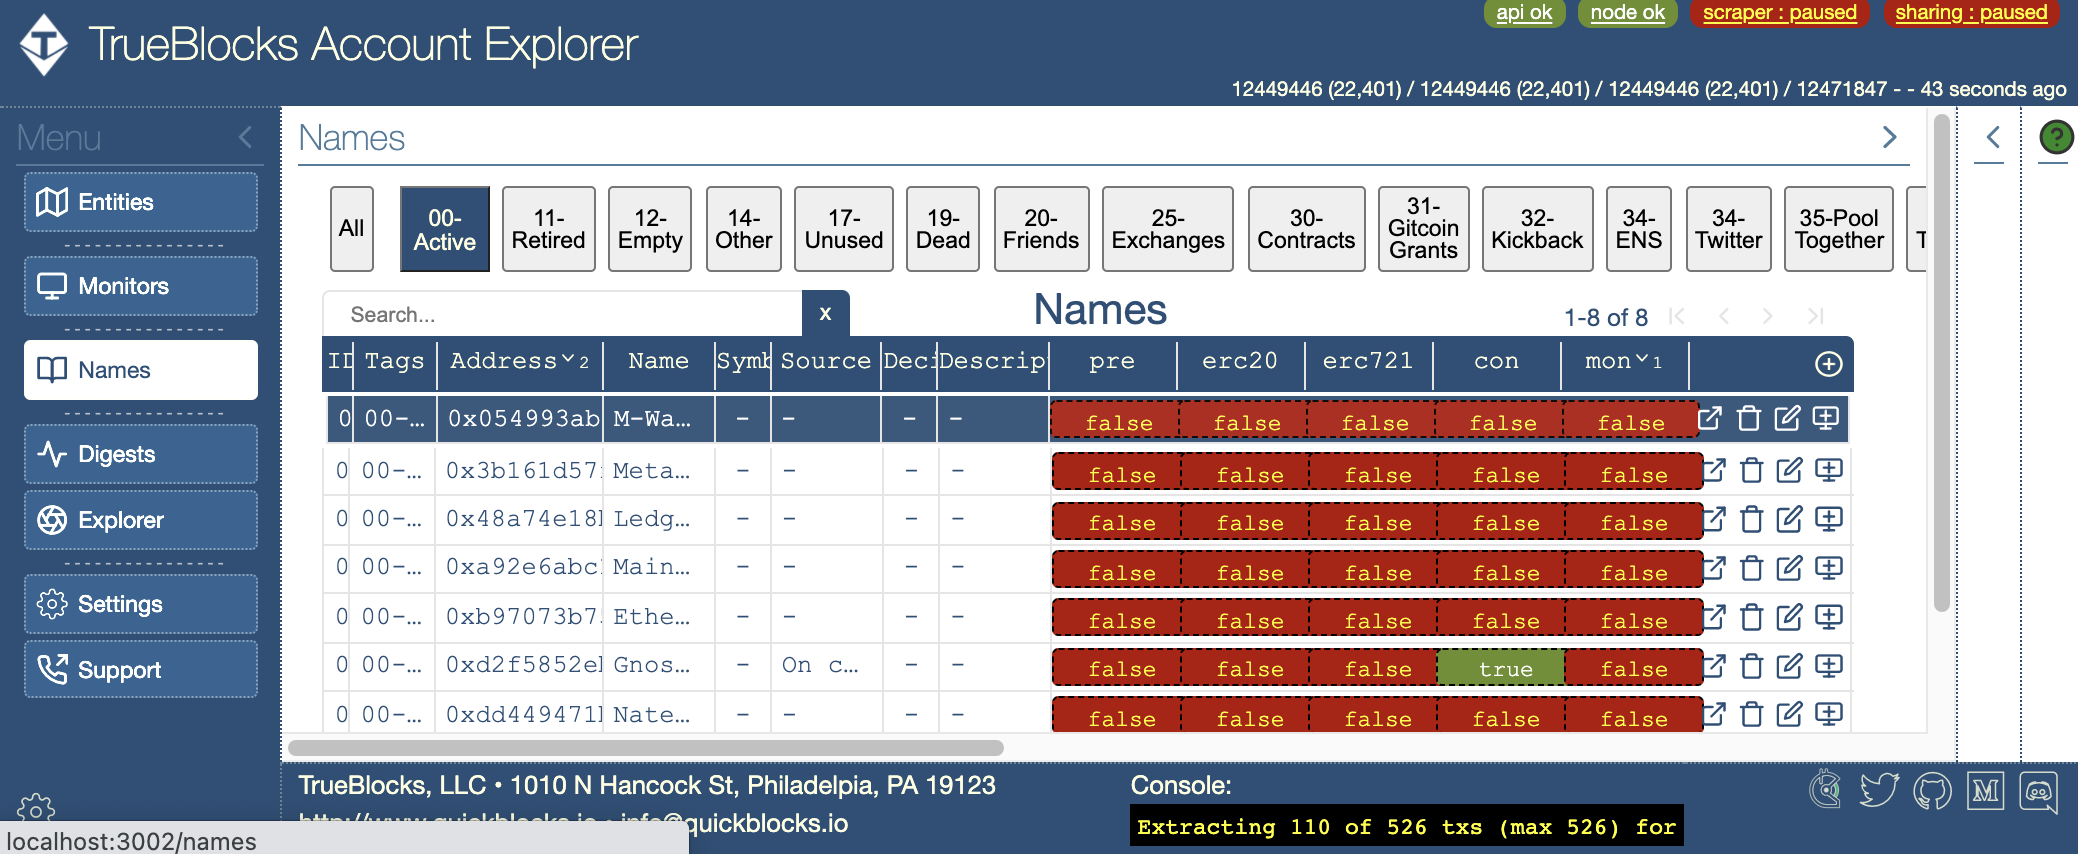 TrueBlocks Account Explorer
api ok node ok scraper : paused sharing : paused
12449446 (22,401) / 12449446 (22,401) / 12449446 (22,401) / 12471847 - - 43 seconds ago
Menu
Entities
Monitors
Names
Digests
Explorer
Settings
Support
Names
?
All
00-
Active
11-
Retired
12-
Empty
14-
Other
17-
Unused
19-
Dead
20-
Friends
25-
Exchanges
30-
Contracts
31-
Gitcoin
Grants
32-
Kickback
34-
ENS
34-
Twitter
35-Pool
Together
T
Search... x
Names
1-8 of 8
ID Tags Address 2 Name Symb Source Deci Descrip pre erc20 erc721 con mon 1
0 00-… 0x054993ab M-Wa… - - - - false false false false false
0 00-… 0x3b161d57 Meta… - - - - false false false false false
0 00-… 0x48a74e18 Ledg… - - - - false false false false false
0 00-… 0xa92e6abc Main… - - - - false false false false false
0 00-… 0xb97073b7 Ethe… - - - - false false false false false
0 00-… 0xd2f5852e Gnos… - On c… - - false false false true false
0 00-… 0xdd449471 Nate… - - - - false false false false false
TrueBlocks, LLC • 1010 N Hancock St, Philadelpia, PA 19123
http://www.quickblocks.io • info@quickblocks.io
Console:
Extracting 110 of 526 txs (max 526) for
localhost:3002/names